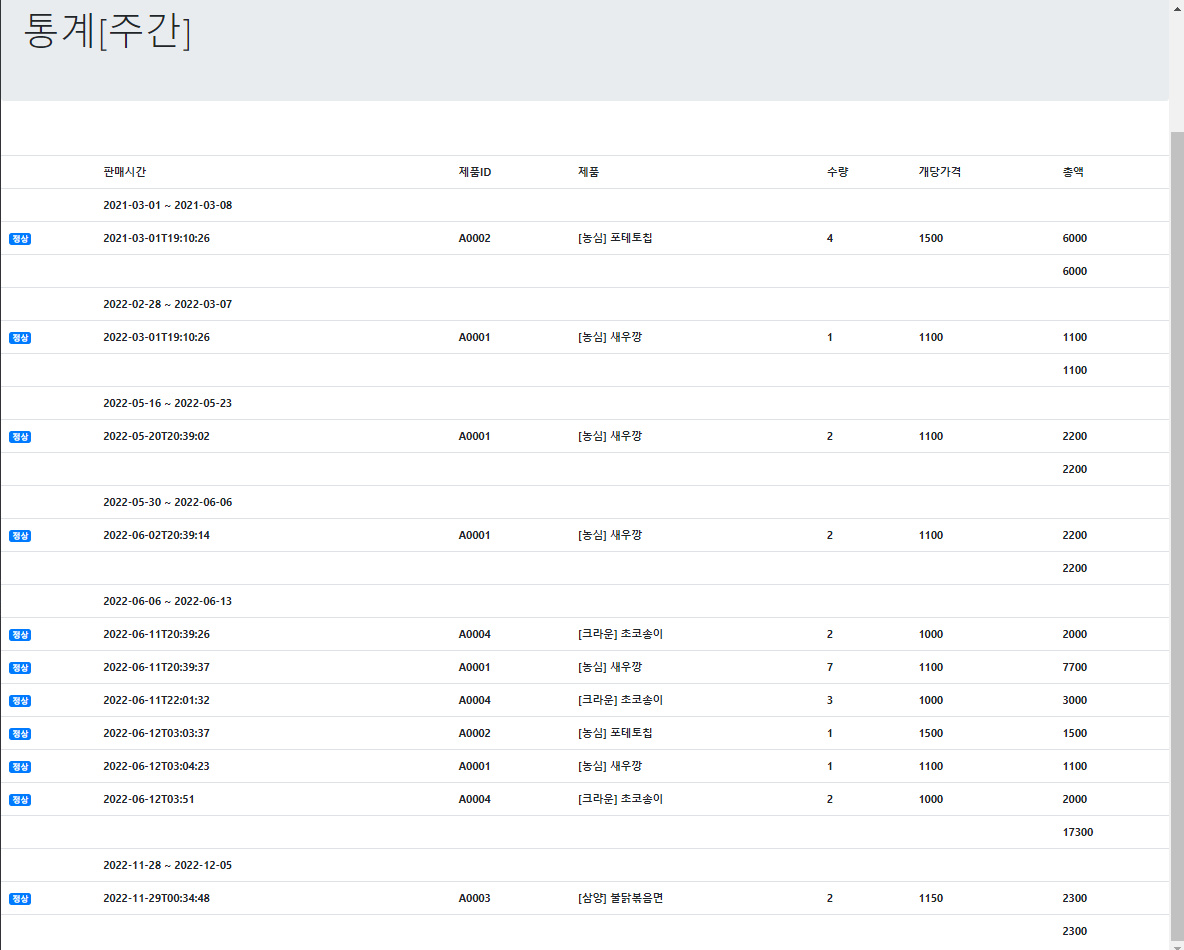 통계[주간]
판매시간 제품ID 제품 수량 개당가격 총액
2021-03-01 ~ 2021-03-08
정상 2021-03-01T19:10:26 A0002 [농심] 포테토칩 4 1500 6000
6000
2022-02-28 ~ 2022-03-07
정상 2022-03-01T19:10:26 A0001 [농심] 새우깡 1 1100 1100
1100
2022-05-16 ~ 2022-05-23
정상 2022-05-20T20:39:02 A0001 [농심] 새우깡 2 1100 2200
2200
2022-05-30 ~ 2022-06-06
정상 2022-06-02T20:39:14 A0001 [농심] 새우깡 2 1100 2200
2200
2022-06-06 ~ 2022-06-13
정상 2022-06-11T20:39:26 A0004 [크라운] 초코송이 2 1000 2000
정상 2022-06-11T20:39:37 A0001 [농심] 새우깡 7 1100 7700
정상 2022-06-11T22:01:32 A0004 [크라운] 초코송이 3 1000 3000
정상 2022-06-12T03:03:37 A0002 [농심] 포테토칩 1 1500 1500
정상 2022-06-12T03:04:23 A0001 [농심] 새우깡 1 1100 1100
정상 2022-06-12T03:51 A0004 [크라운] 초코송이 2 1000 2000
17300
2022-11-28 ~ 2022-12-05
정상 2022-11-29T00:34:48 A0003 [삼양] 불닭볶음면 2 1150 2300
2300